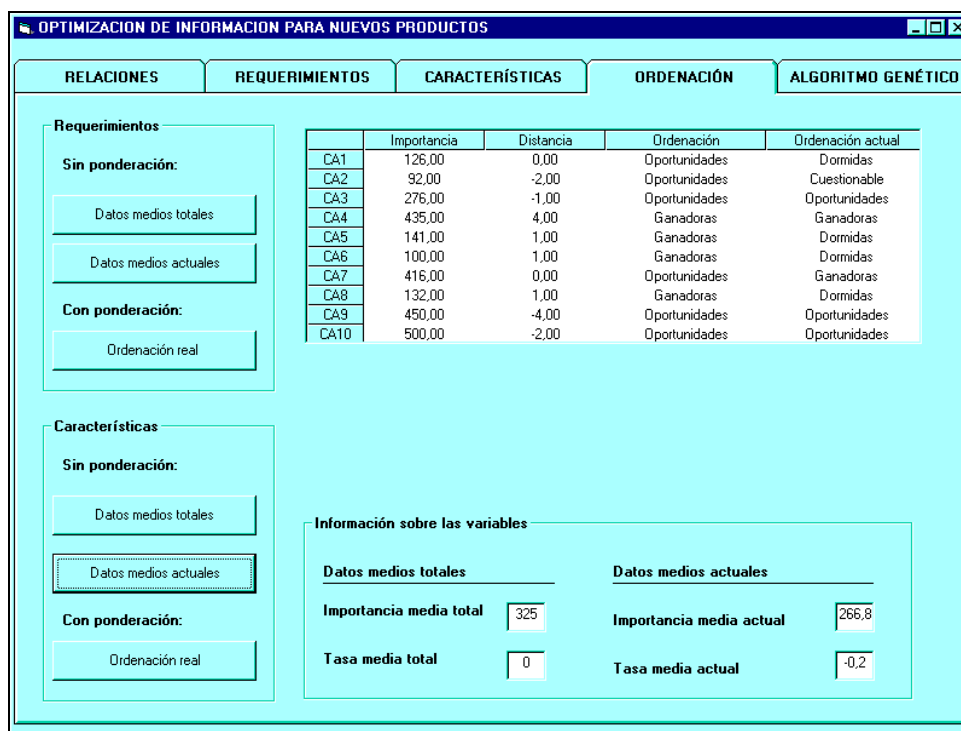 OPTIMIZACION DE INFORMACION PARA NUEVOS PRODUCTOS
RELACIONES REQUERIMIENTOS CARACTERÍSTICAS ORDENACIÓN ALGORITMO GENÉTICO
Requerimientos
Sin ponderación:
Datos medios totales
Datos medios actuales
Con ponderación:
Ordenación real
Importancia Distancia Ordenación Ordenación actual
CA1 126,00 0,00 Oportunidades Dormidas
CA2 92,00 -2,00 Oportunidades Cuestionable
CA3 276,00 -1,00 Oportunidades Oportunidades
CA4 435,00 4,00 Ganadoras Ganadoras
CA5 141,00 1,00 Ganadoras Dormidas
CA6 100,00 1,00 Ganadoras Dormidas
CA7 416,00 0,00 Oportunidades Ganadoras
CA8 132,00 1,00 Ganadoras Dormidas
CA9 450,00 -4,00 Oportunidades Oportunidades
CA10 500,00 -2,00 Oportunidades Oportunidades
Características
Sin ponderación:
Datos medios totales
Datos medios actuales
Con ponderación:
Ordenación real
Información sobre las variables
Datos medios totales Datos medios actuales
Importancia media total 325 Importancia media actual 266,8
Tasa media total 0 Tasa media actual -0,2